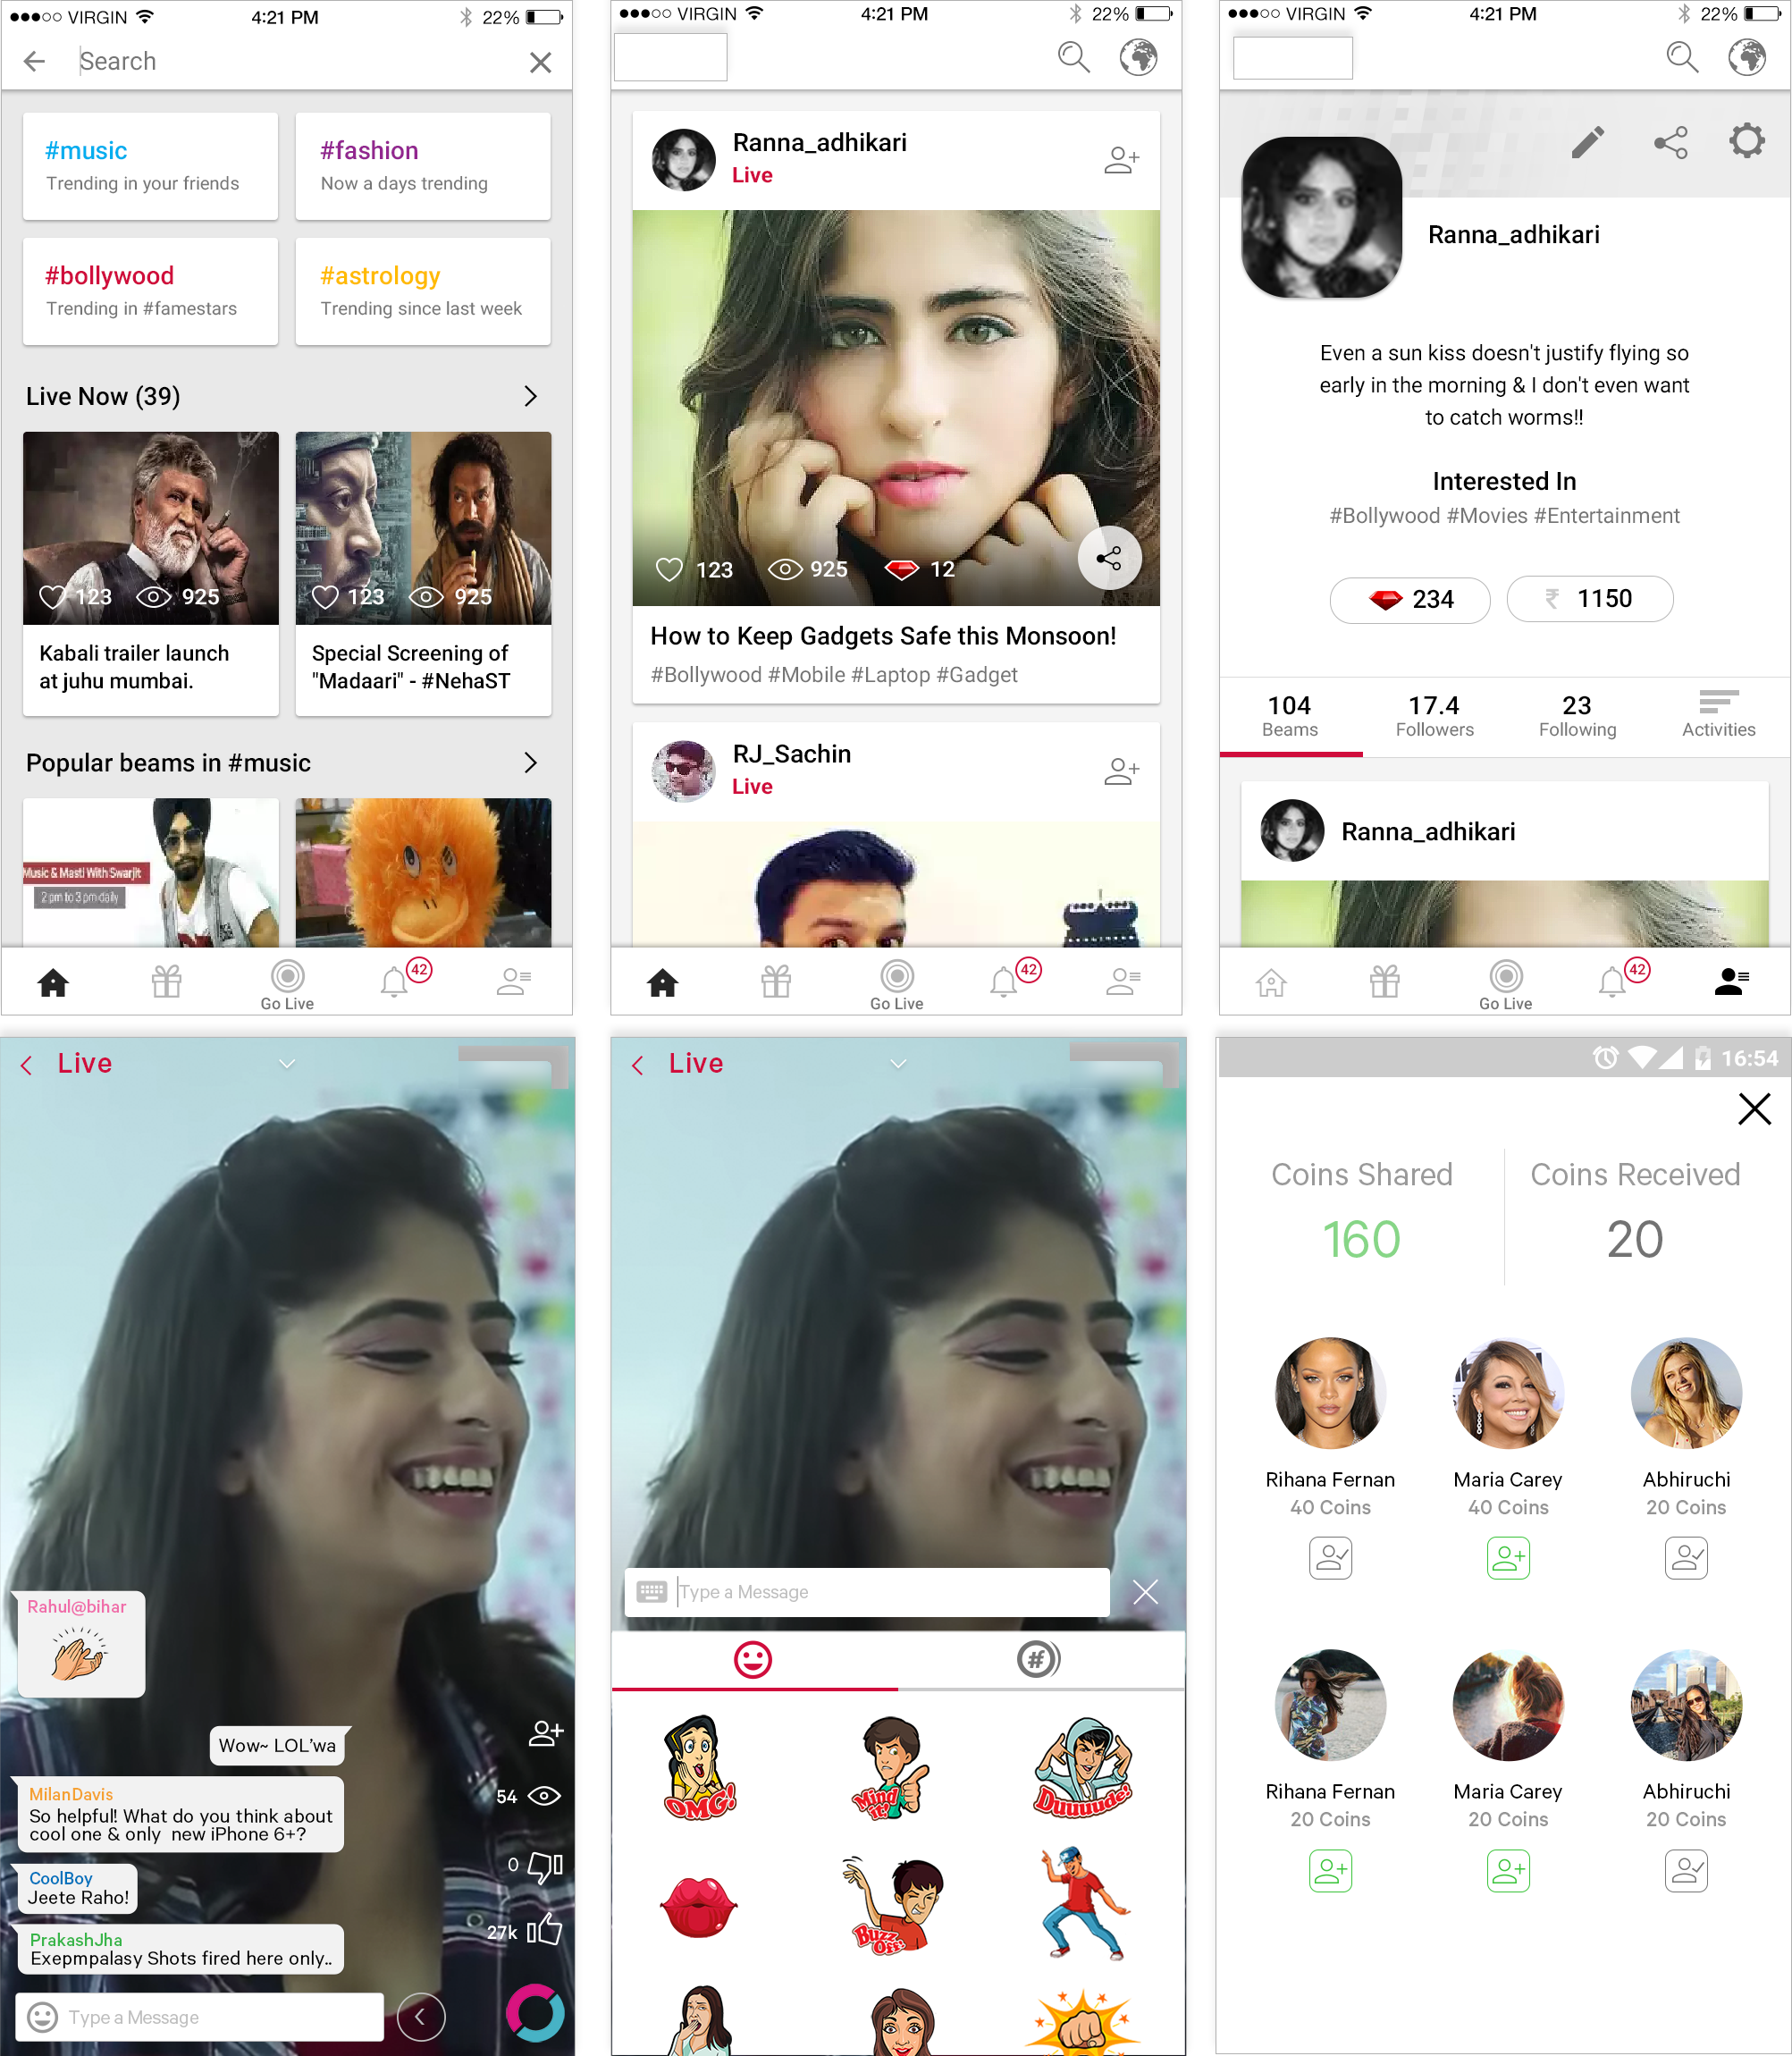 VIRGIN 4:21 PM 22%
Search
#music
Trending in your friends
#fashion
Now a days trending
#bollywood
Trending in #famestars
#astrology
Trending since last week
Live Now (39)
123 925
123 925
Kabali trailer launch
at juhu mumbai.
Special Screening of
"Madaari" - #NehaST
Popular beams in #music
Music & Masti With Swarjit
2 pm to 3 pm daily
42
Go Live
VIRGIN 4:21 PM 22%
Ranna_adhikari
Live
123 925 12
How to Keep Gadgets Safe this Monsoon!
#Bollywood #Mobile #Laptop #Gadget
RJ_Sachin
Live
42
Go Live
VIRGIN 4:21 PM 22%
Ranna_adhikari
Even a sun kiss doesn't justify flying so
early in the morning & I don't even want
to catch worms!!
Interested In
#Bollywood #Movies #Entertainment
234 ₹ 1150
104 17.4 23
Beams Followers Following Activities
Ranna_adhikari
42
Go Live
Live
Rahul@bihar
Wow~ LOL'wa
MilanDavis
So helpful! What do you think about
cool one & only new iPhone 6+?
54
CoolBoy
Jeete Raho!
0
PrakashJha
Exepmpalasy Shots fired here only..
27k
Type a Message
Live
Type a Message
#
OMG!
Mind it!
Duuuude!
Buzz Off!
16:54
Coins Shared Coins Received
160 20
Rihana Fernan Maria Carey Abhiruchi
40 Coins 40 Coins 20 Coins
Rihana Fernan Maria Carey Abhiruchi
20 Coins 20 Coins 20 Coins